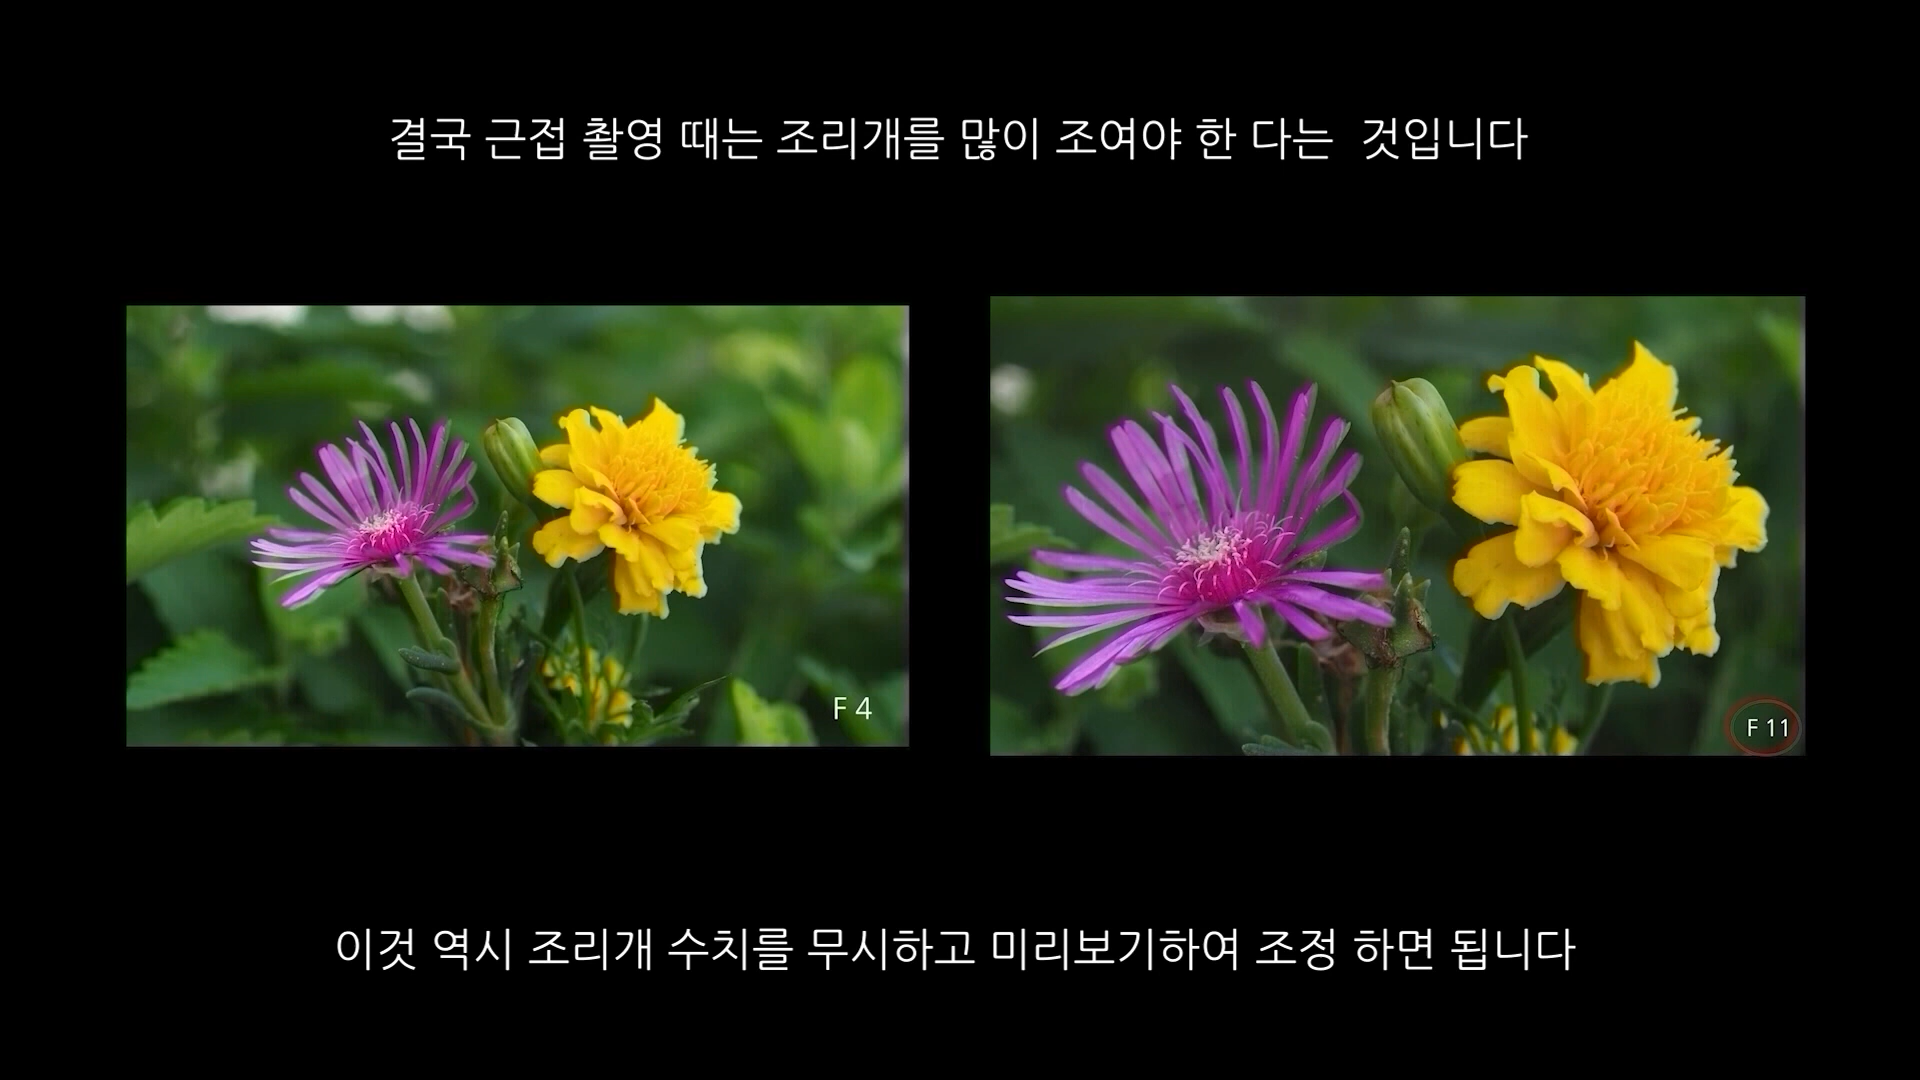 결국 근접 촬영 때는 조리개를 많이 조여야 한 다는  것입니다
F 4
F 11
이것 역시 조리개 수치를 무시하고 미리보기하여 조정 하면 됩니다